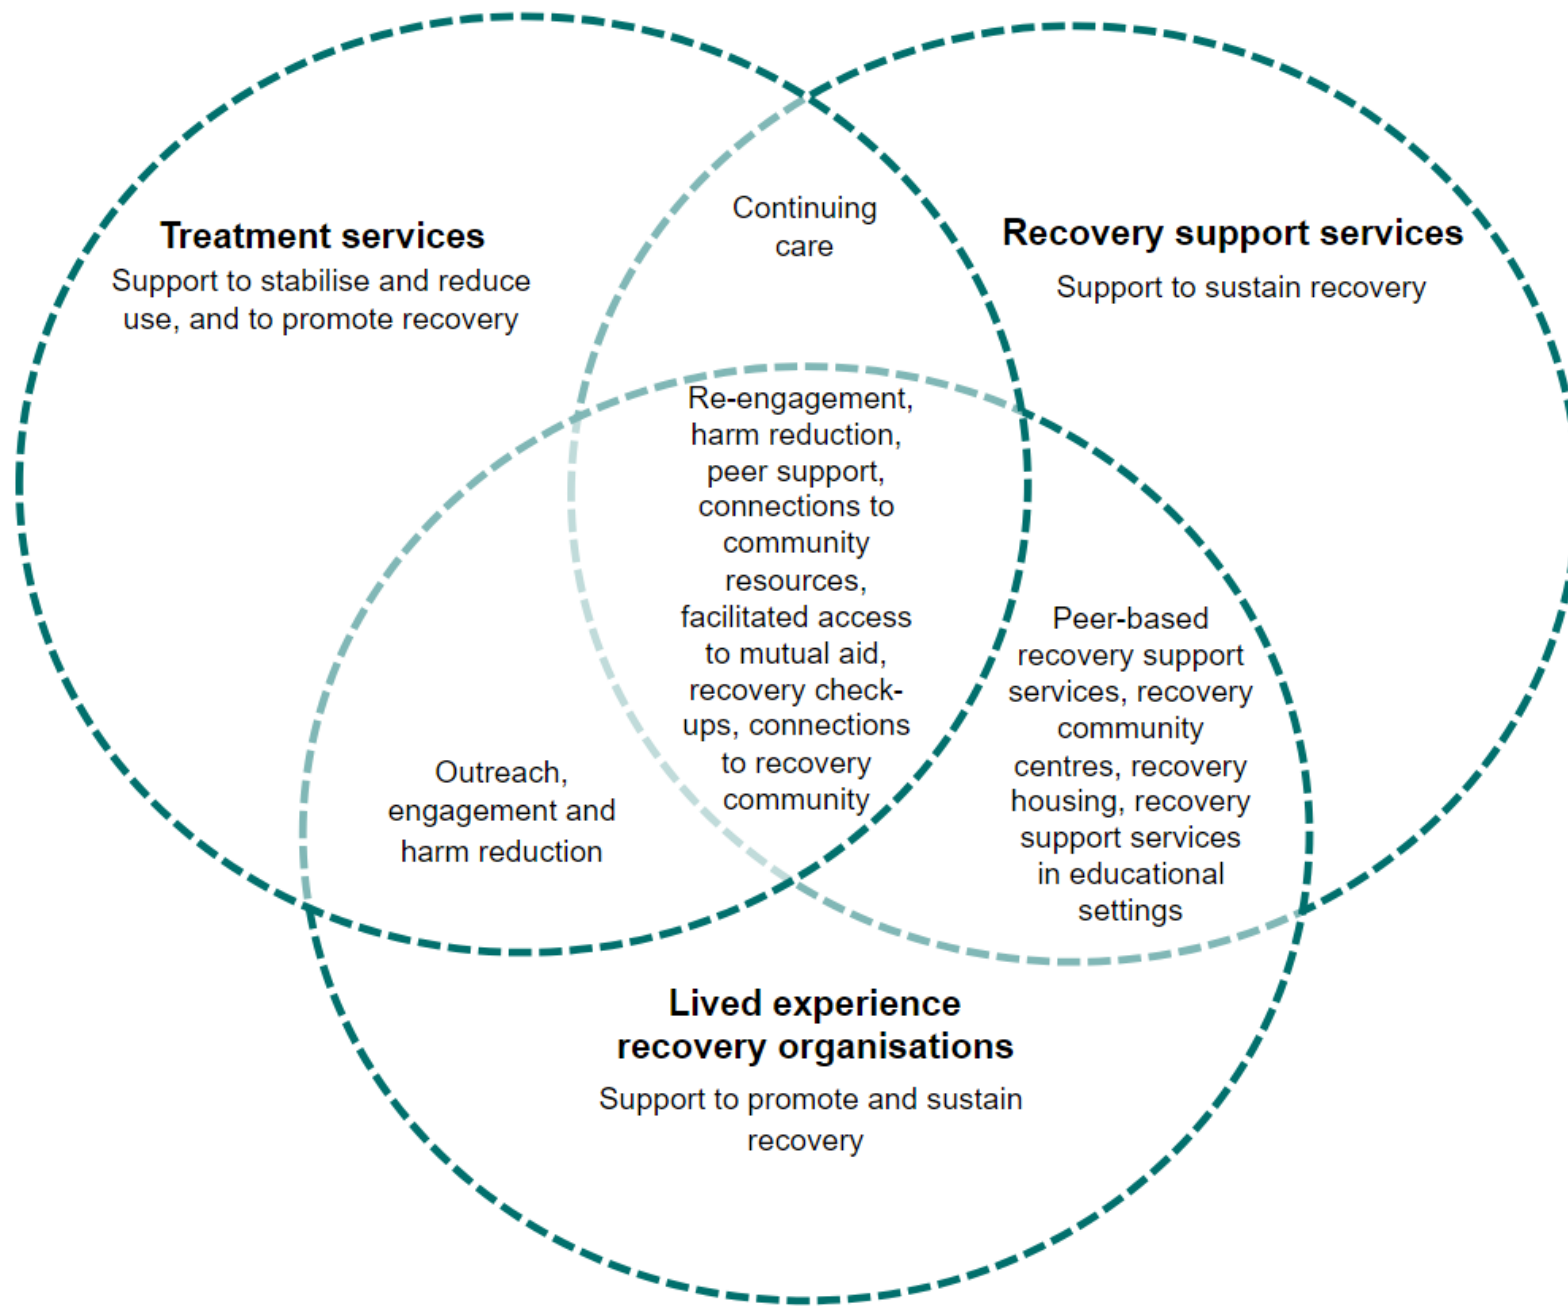 Treatment services
Support to stabilise and reduce
use, and to promote recovery
Continuing
care
Recovery support services
Support to sustain recovery
Re-engagement,
harm reduction,
peer support,
connections to
community
resources,
facilitated access
to mutual aid,
recovery check-
ups, connections
to recovery
community
Outreach,
engagement and
harm reduction
Peer-based
recovery support
services, recovery
community
centres, recovery
housing, recovery
support services
in educational
settings
Lived experience
recovery organisations
Support to promote and sustain
recovery